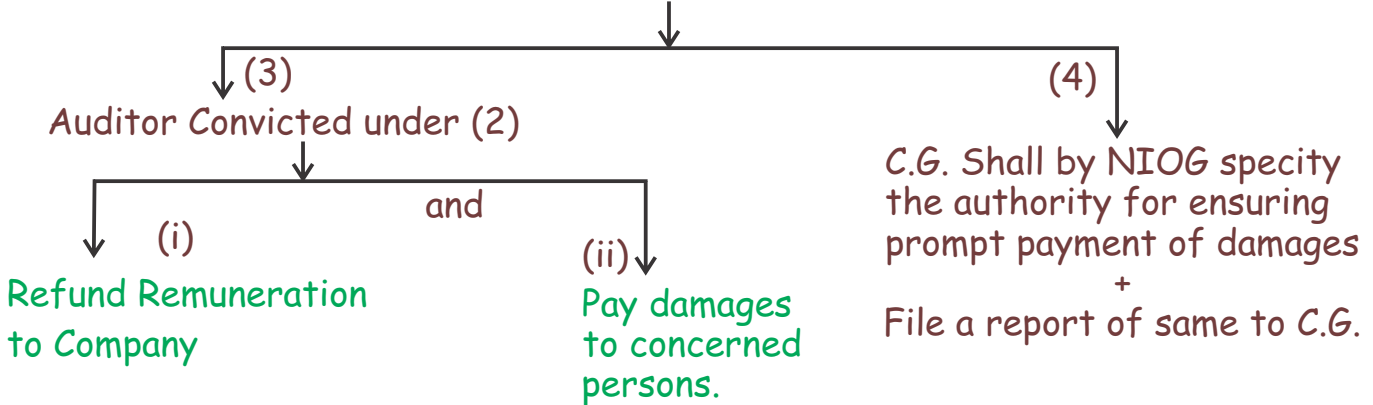 (3)
Auditor Convicted under (2)
and
(i)
Refund Remuneration
to Company
(ii)
Pay damages
to concerned
persons.
(4)
C.G. Shall by NIOG specity
the authority for ensuring
prompt payment of damages
+
File a report of same to C.G.